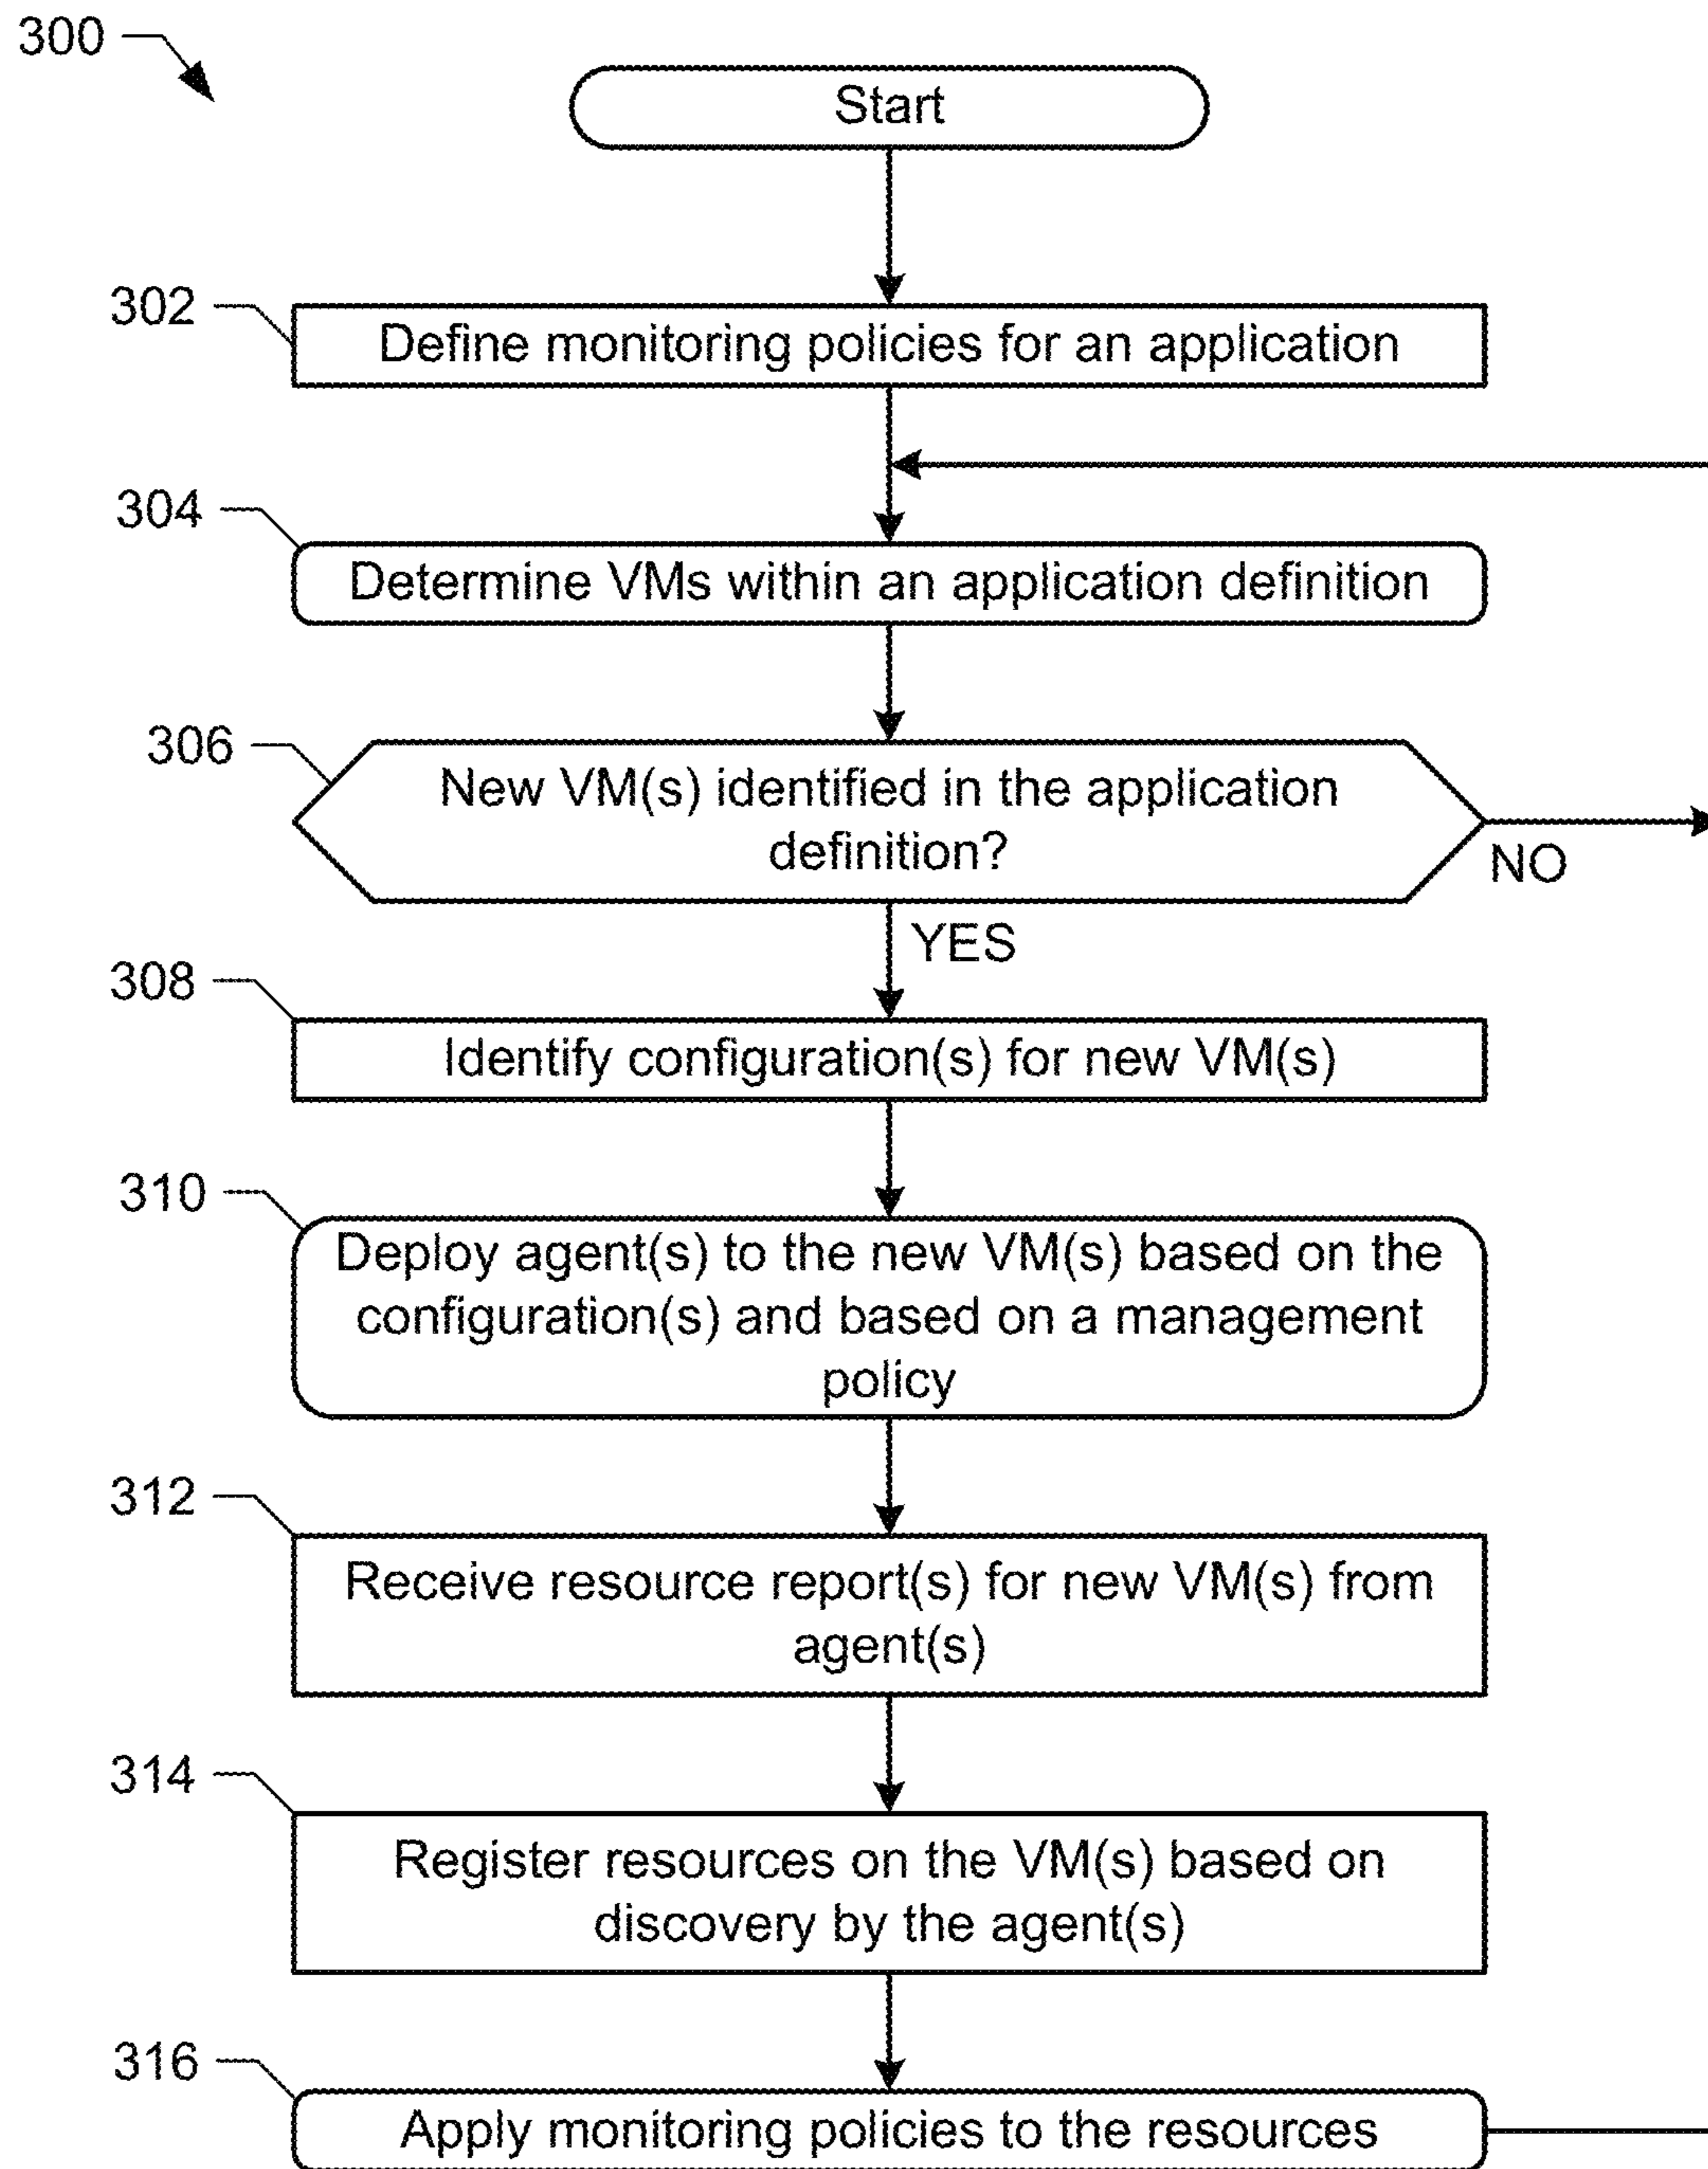 300
Start
302
Define monitoring policies for an application
304
Determine VMs within an application definition
306
New VM(s) identified in the application
definition?
NO
YES
308
Identify configuration(s) for new VM(s)
310
Deploy agent(s) to the new VM(s) based on the
configuration(s) and based on a management
policy
312
Receive resource report(s) for new VM(s) from
agent(s)
314
Register resources on the VM(s) based on
discovery by the agent(s)
316
Apply monitoring policies to the resources